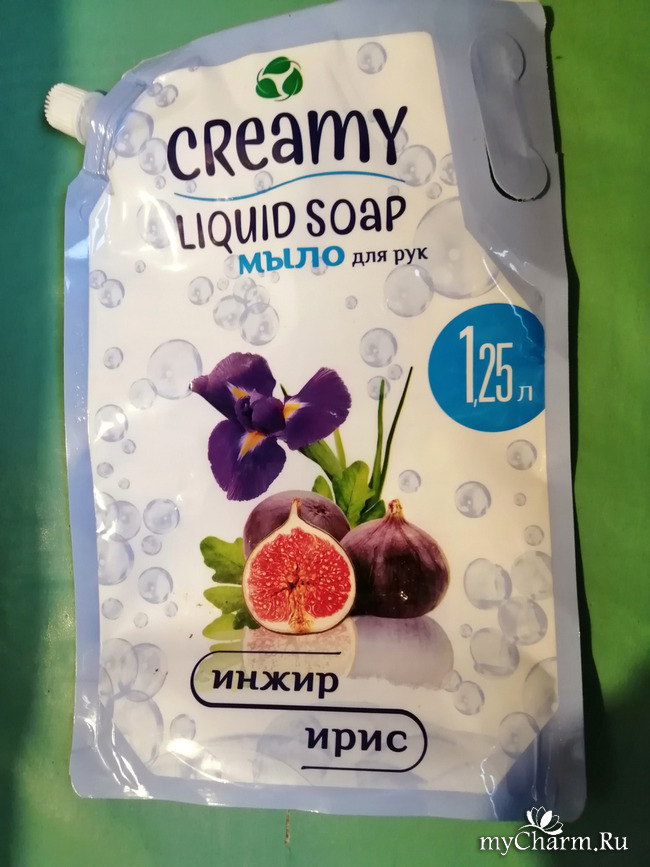 CReamy
LIQUID SOAP
мыло для рук
1,25 л
инжир
ирис
myCharm.Ru